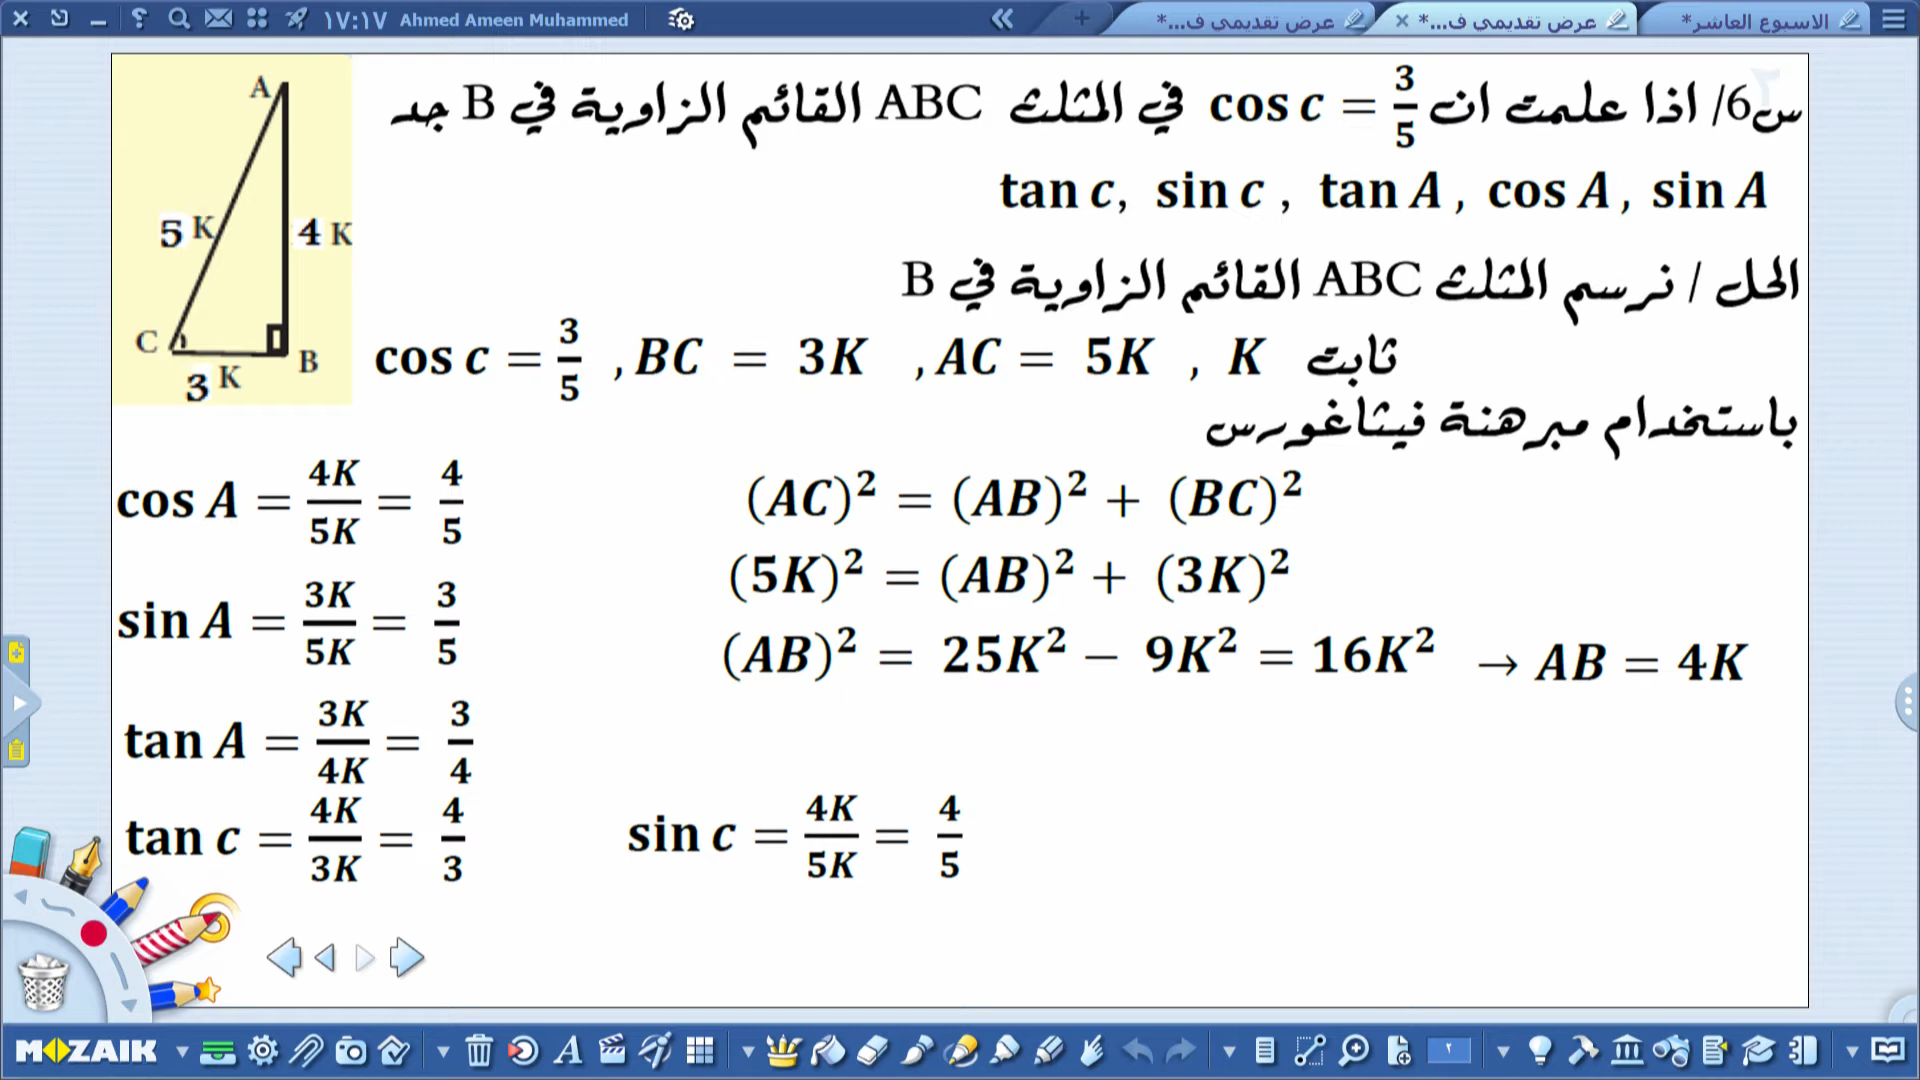 ١٧:١٧ Ahmed Ameen Muhammed
عرض تقديمي ف...*
عرض تقديمي ف...*
الاسبوع العاشر*
س6/ اذا علمت ان cos c = 3/5 في المثلث ABC القائم الزاوية في B جد
tan c, sin c , tan A , cos A , sin A
الحل / نرسم المثلث ABC القائم الزاوية في B
A
5 K
4 K
C
B
3 K
cos c = 3/5 , BC = 3K , AC = 5K , K ثابت
باستخدام مبرهنة فيثاغورس
(AC)² = (AB)² + (BC)²
(5K)² = (AB)² + (3K)²
(AB)² = 25K² − 9K² = 16K² → AB = 4K
cos A = 4K/5K = 4/5
sin A = 3K/5K = 3/5
tan A = 3K/4K = 3/4
tan c = 4K/3K = 4/3
sin c = 4K/5K = 4/5
MOZAIK
٢